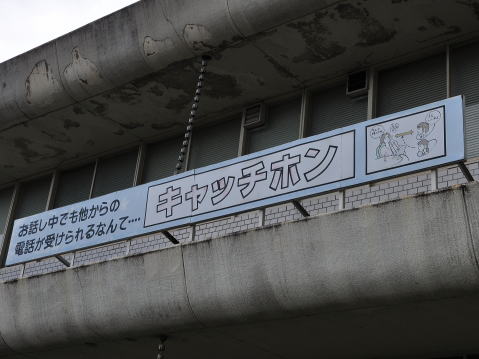 お話し中でも他からの
電話が受けられるなんて‥‥
キャッチホン